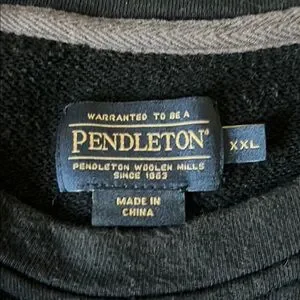 WARRANTED TO BE A
PENDLETON®
XXL
PENDLETON WOOLEN MILLS
SINCE 1863
MADE IN
CHINA